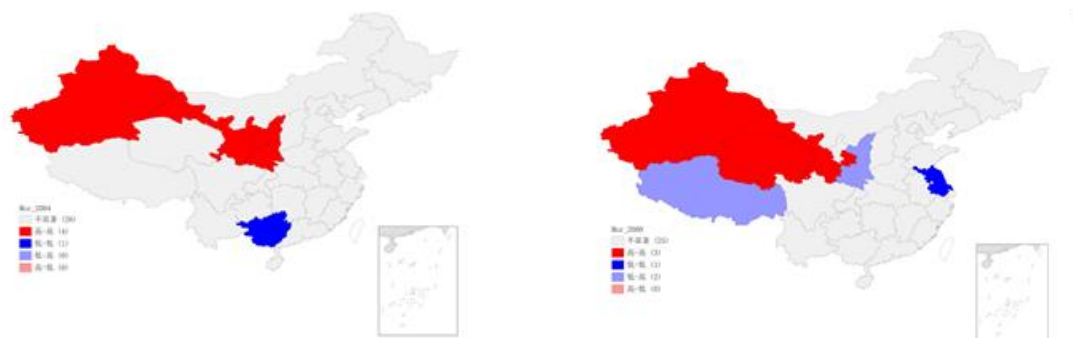 不显著 (26)
高-高 (4)
低-低 (1)
低-高 (0)
高-低 (0)
不显著 (25)
高-高 (3)
低-低 (1)
低-高 (2)
高-低 (0)